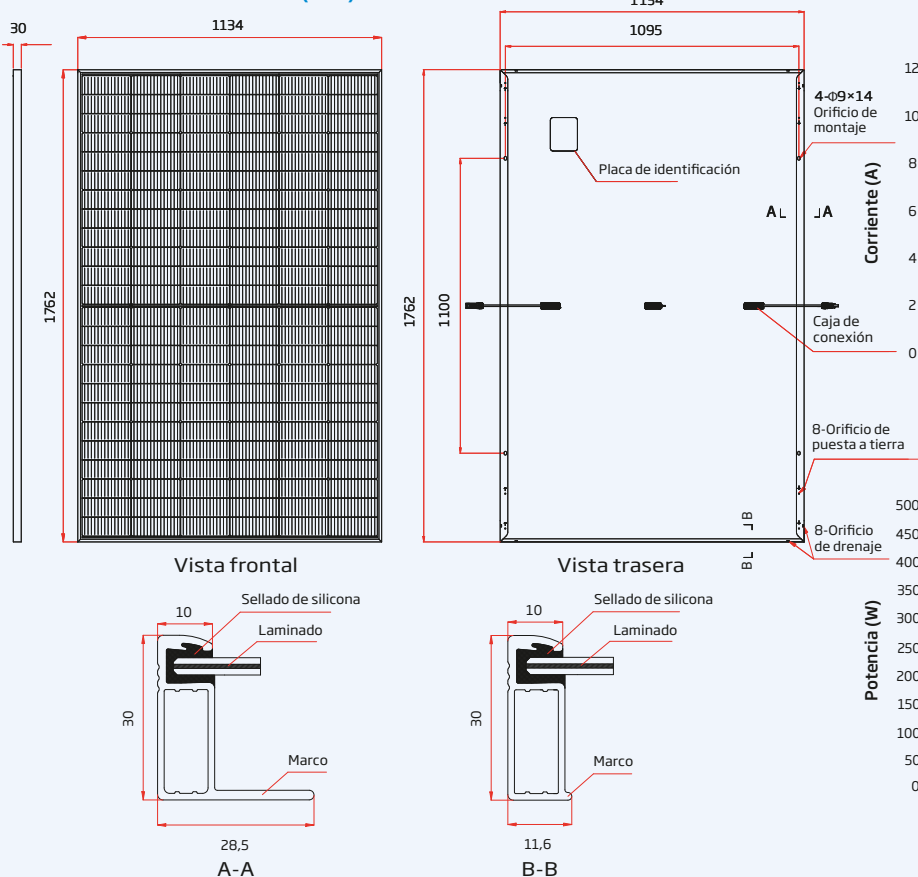 30
1134
1762
Vista frontal
1134
1095
1762
1100
4-Φ9×14
Orificio de
montaje
Placa de identificación
A
A
Caja de
conexión
8-Orificio de
puesta a tierra
B
B
8-Orificio
de drenaje
Vista trasera
10
Sellado de silicona
Laminado
30
Marco
28,5
A-A
10
Sellado de silicona
Laminado
30
Marco
11,6
B-B
Corriente (A)
12
10
8
6
4
2
0
Potencia (W)
500
450
400
350
300
250
200
150
100
50
0